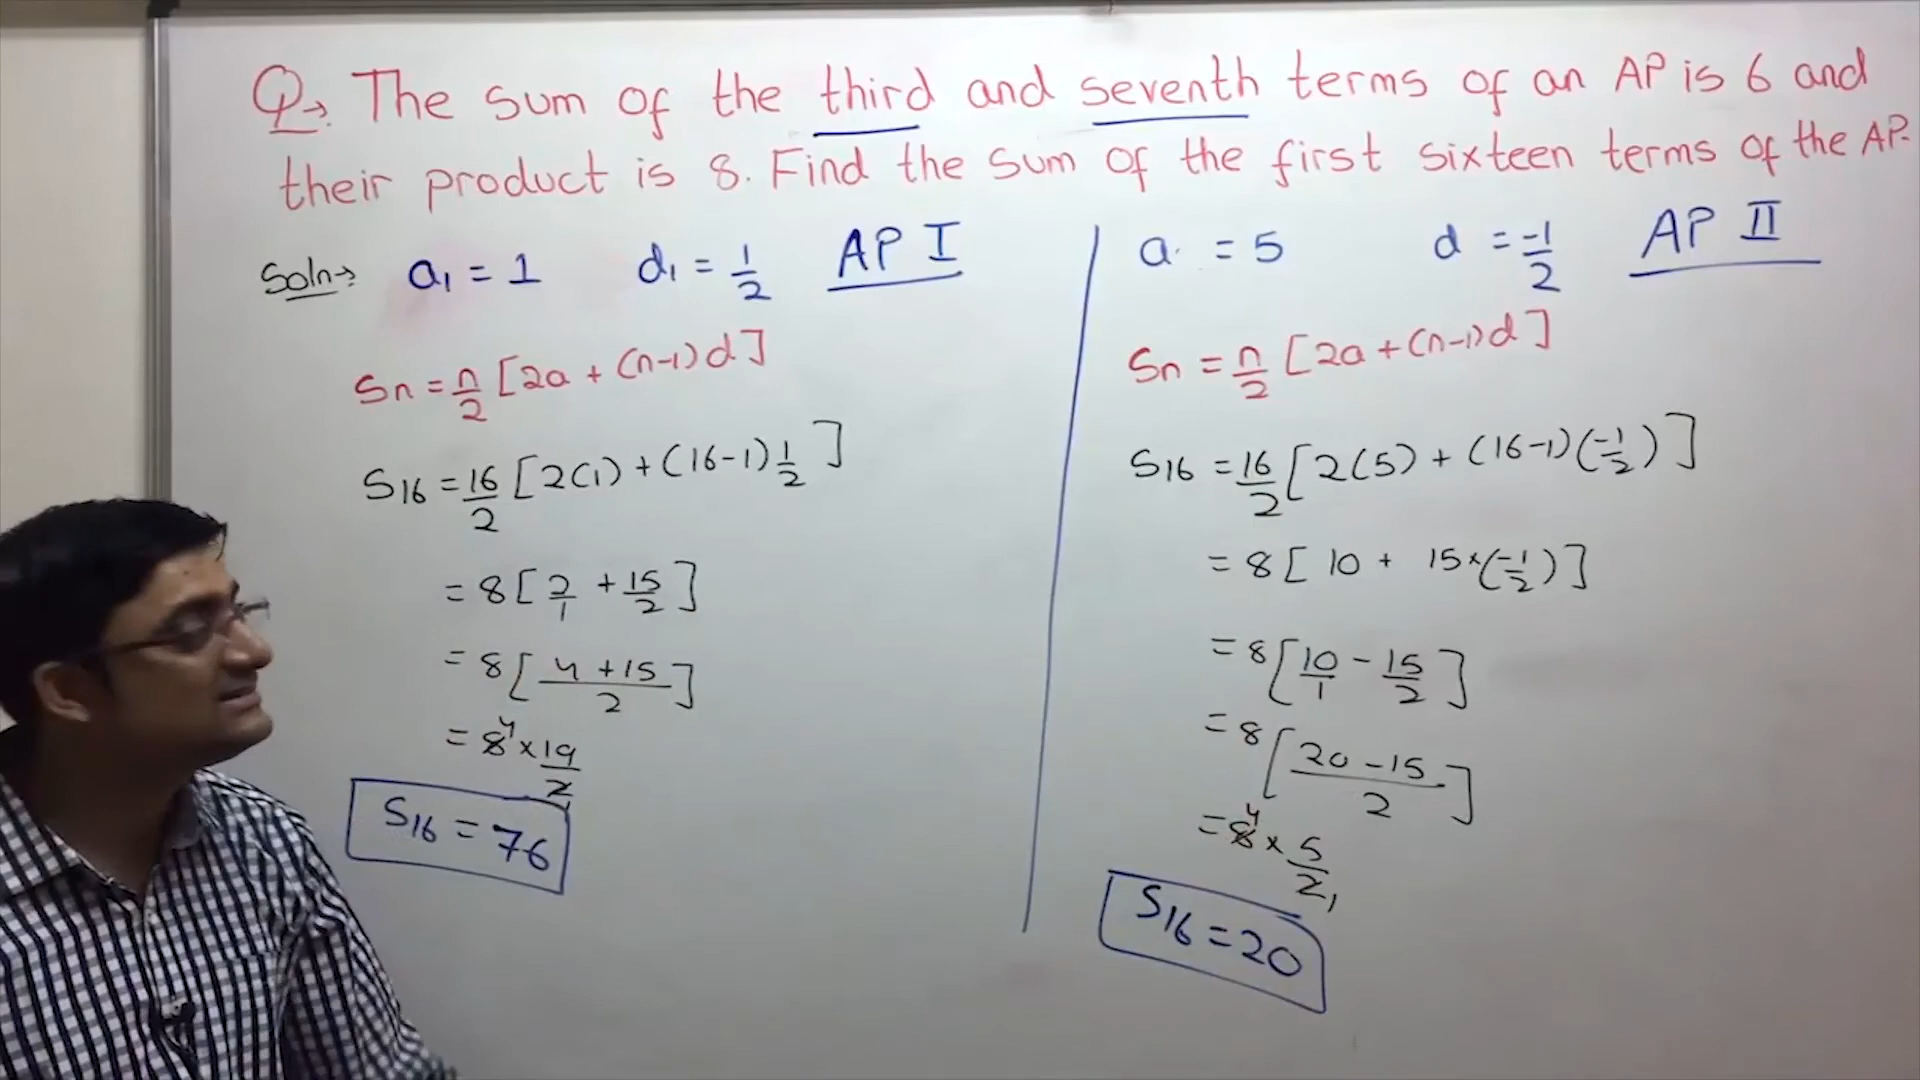 Q→. The sum of the third and seventh terms of an AP is 6 and
their product is 8. Find the sum of the first sixteen terms of the AP.
Soln→ a₁ = 1 d₁ = 1/2 AP I
Sn = n/2 [2a + (n-1)d]
S16 = 16/2 [2(1) + (16-1) 1/2]
= 8 [2/1 + 15/2]
= 8 [(4+15)/2]
= 8⁴ × 19/2₁
S16 = 76
a = 5 d = -1/2 AP II
Sn = n/2 [2a + (n-1)d]
S16 = 16/2 [2(5) + (16-1)(-1/2)]
= 8 [10 + 15×(-1/2)]
= 8 [10/1 - 15/2]
= 8 [(20-15)/2]
= 8⁴ × 5/2₁
S16 = 20